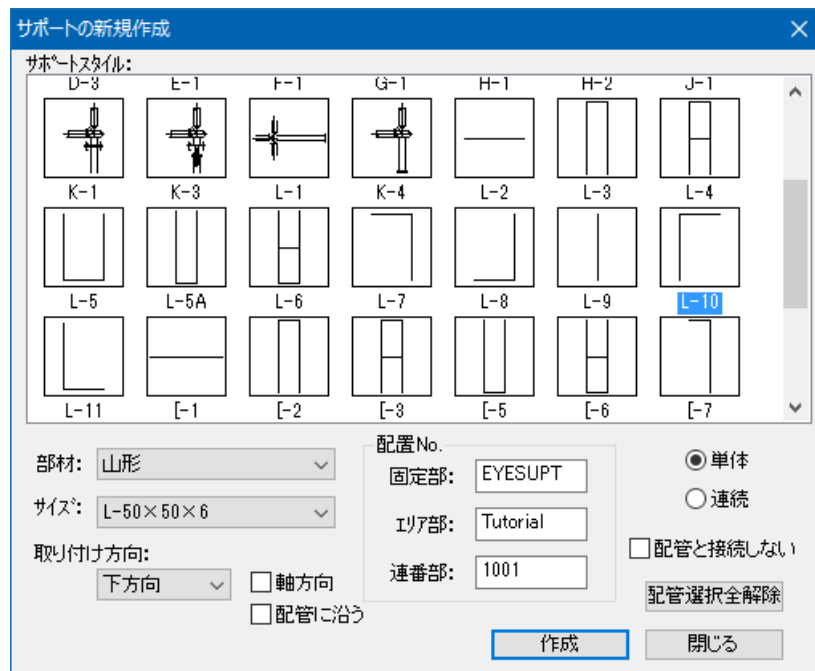 サポートの新規作成
サポートスタイル:
D-3 E-1 F-1 G-1 H-1 H-2 J-1
K-1 K-3 L-1 K-4 L-2 L-3 L-4
L-5 L-5A L-6 L-7 L-8 L-9 L-10
L-11 [-1 [-2 [-3 [-5 [-6 [-7
部材: 山形
サイズ: L-50×50×6
取り付け方向:
下方向
軸方向
配管に沿う
配置No.
固定部: EYESUPT
エリア部: Tutorial
連番部: 1001
単体
連続
配管と接続しない
配管選択全解除
作成 閉じる